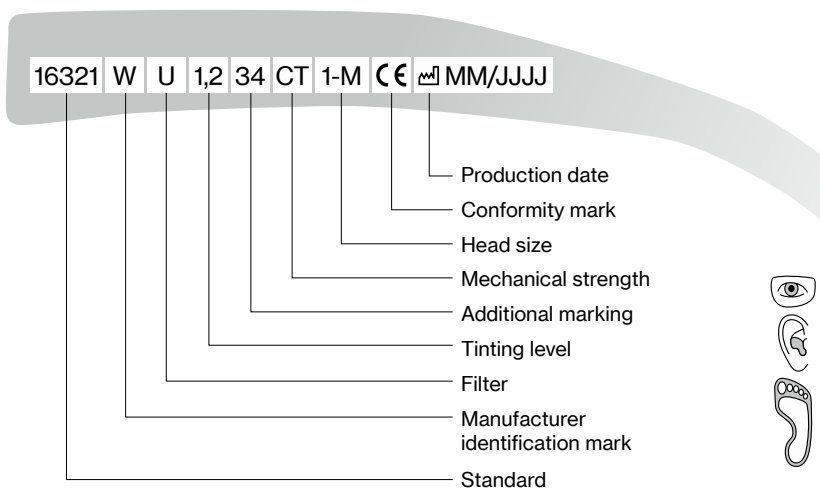 16321 W U 1,2 34 CT 1-M CE MM/JJJJ
Production date
Conformity mark
Head size
Mechanical strength
Additional marking
Tinting level
Filter
Manufacturer
identification mark
Standard